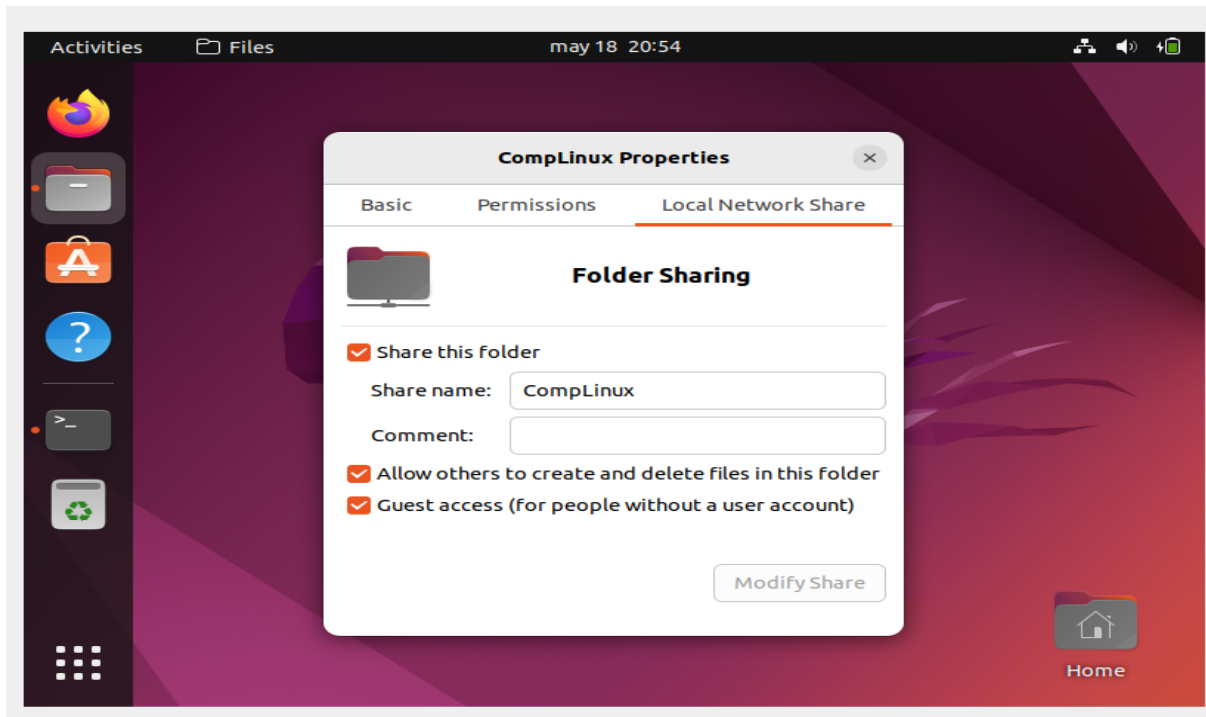 Activities Files may 18 20:54
CompLinux Properties
Basic Permissions Local Network Share
Folder Sharing
Share this folder
Share name: CompLinux
Comment:
Allow others to create and delete files in this folder
Guest access (for people without a user account)
Modify Share
Home